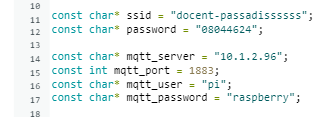 10
11 const char* ssid = "docent-passadissssss";
12 const char* password = "08044624";
13
14 const char* mqtt_server = "10.1.2.96";
15 const int mqtt_port = 1883;
16 const char* mqtt_user = "pi";
17 const char* mqtt_password = "raspberry";
18